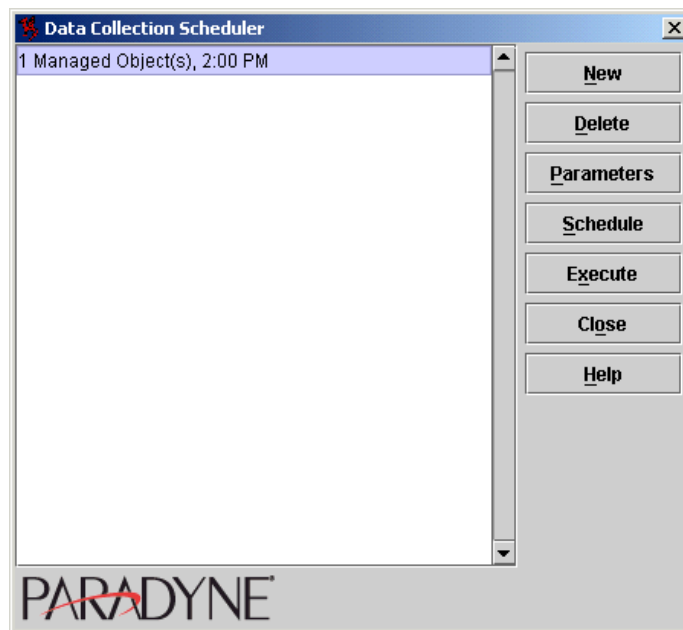 Data Collection Scheduler
1 Managed Object(s), 2:00 PM
New
Delete
Parameters
Schedule
Execute
Close
Help
PARADYNE®